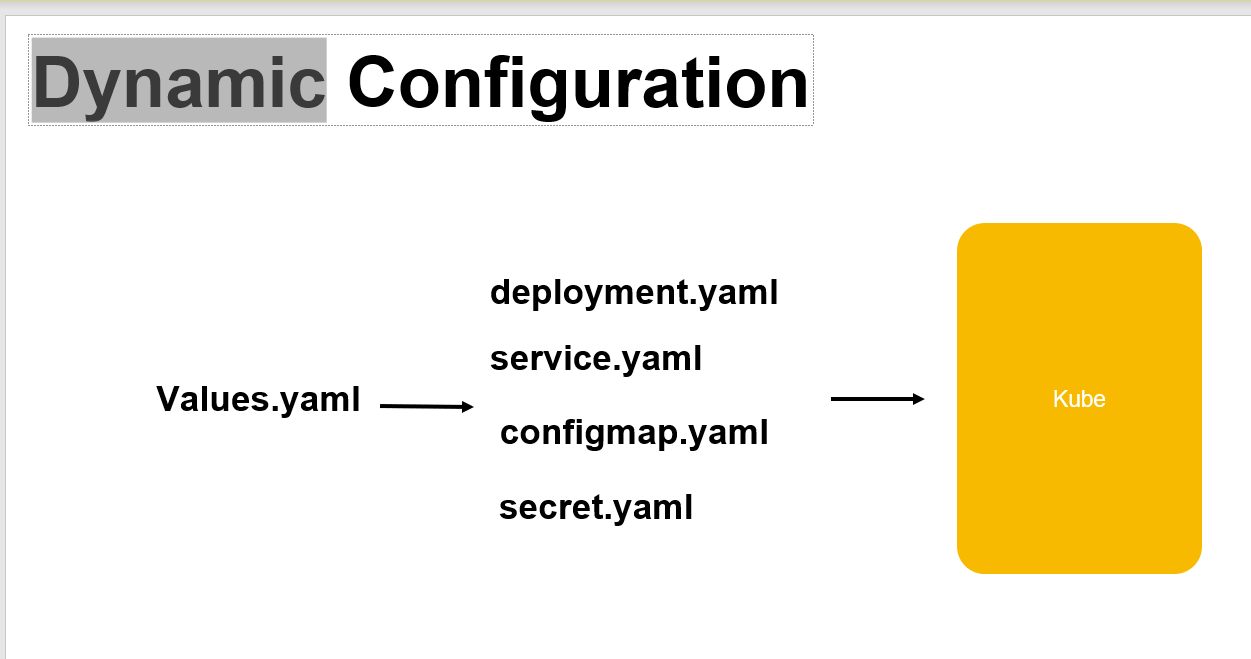 Dynamic Configuration
deployment.yaml
service.yaml
Values.yaml
configmap.yaml
secret.yaml
Kube